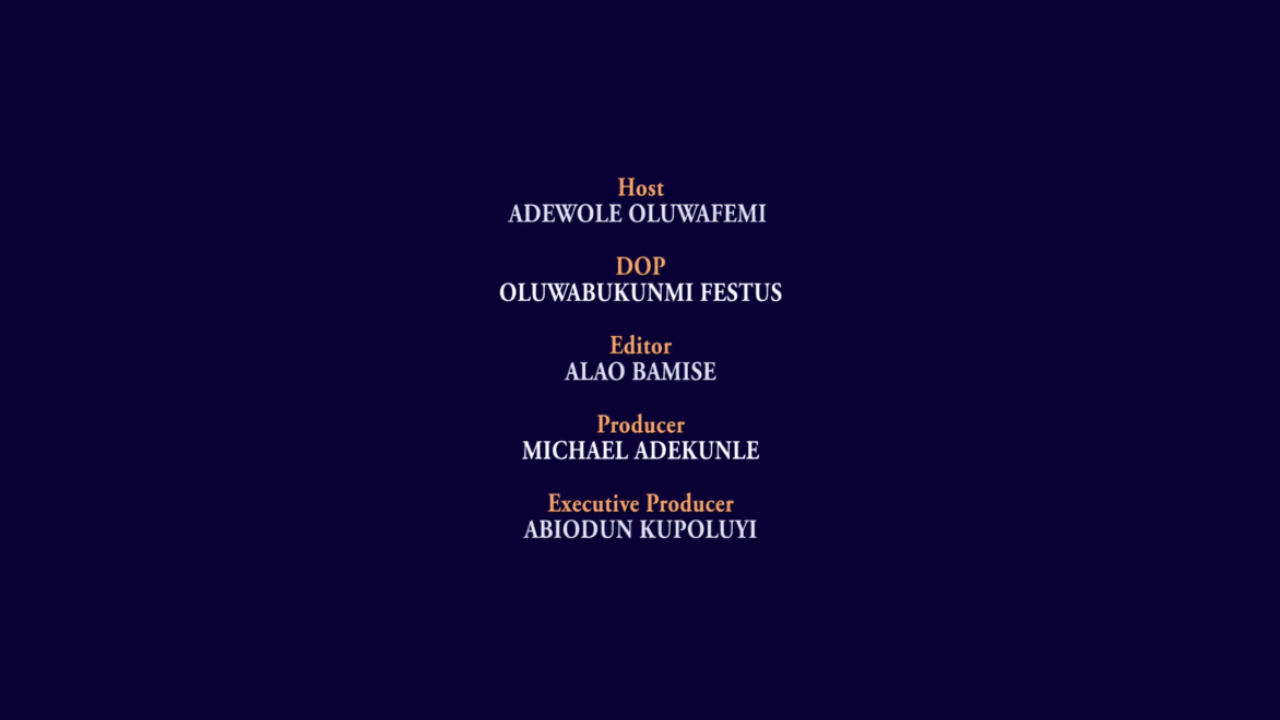 Host
ADEWOLE OLUWAFEMI
DOP
OLUWABUKUNMI FESTUS
Editor
ALAO BAMISE
Producer
MICHAEL ADEKUNLE
Executive Producer
ABIODUN KUPOLUYI